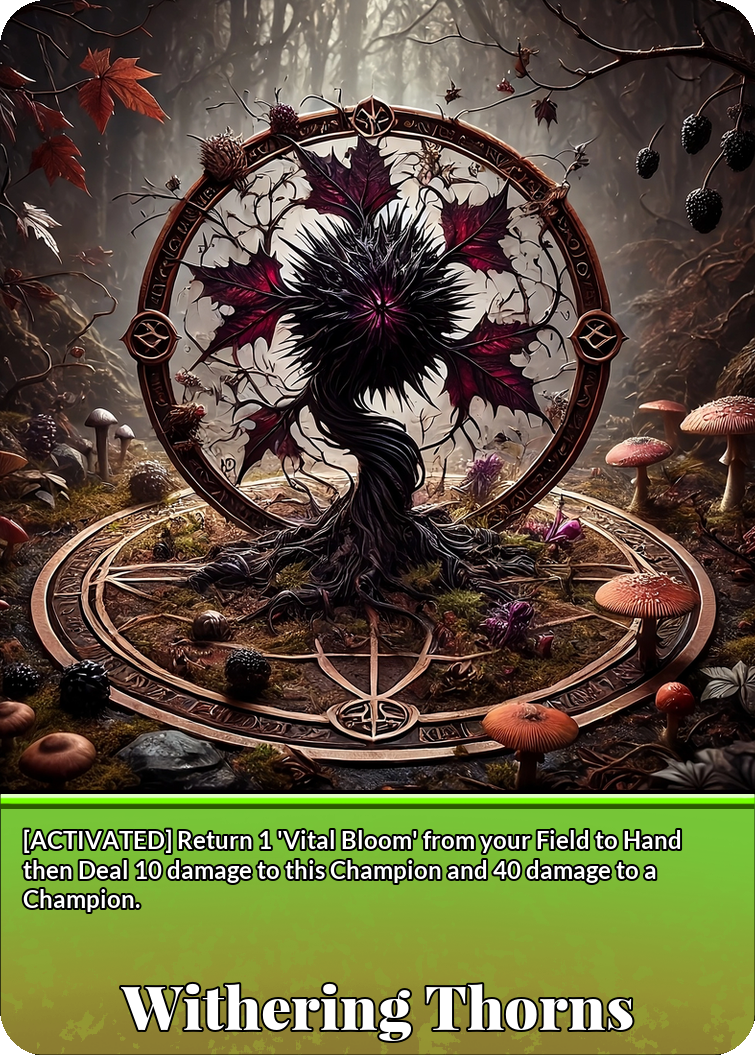 [ACTIVATED] Return 1 'Vital Bloom' from your Field to Hand
then Deal 10 damage to this Champion and 40 damage to a
Champion.
Withering Thorns